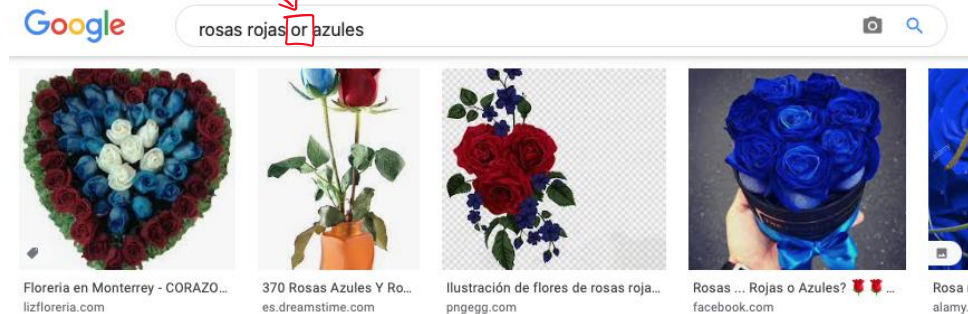 Google
rosas rojas or azules
Floreria en Monterrey - CORAZO...
lizfloreria.com
370 Rosas Azules Y Ro...
es.dreamstime.com
Ilustración de flores de rosas roja...
pngegg.com
Rosas ... Rojas o Azules? 🌹🌹 ...
facebook.com
Rosa
alamy.